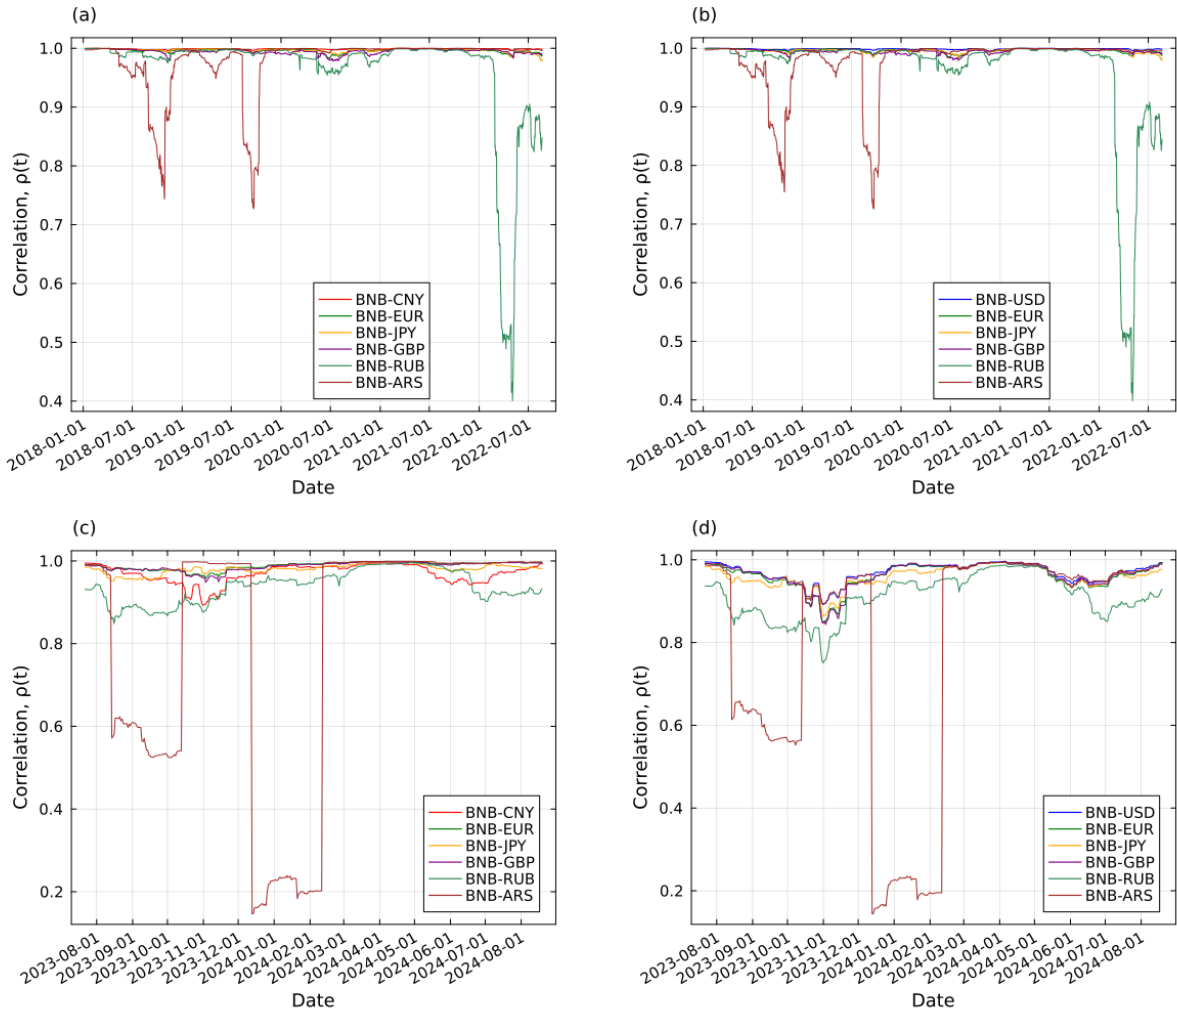 (a)
Correlation, ρ(t)
1.0
0.9
0.8
0.7
0.6
0.5
0.4
BNB-CNY
BNB-EUR
BNB-JPY
BNB-GBP
BNB-RUB
BNB-ARS
2018-01-01
2018-07-01
2019-01-01
2019-07-01
2020-01-01
2020-07-01
2021-01-01
2021-07-01
2022-01-01
2022-07-01
Date
(b)
Correlation, ρ(t)
1.0
0.9
0.8
0.7
0.6
0.5
0.4
BNB-USD
BNB-EUR
BNB-JPY
BNB-GBP
BNB-RUB
BNB-ARS
2018-01-01
2018-07-01
2019-01-01
2019-07-01
2020-01-01
2020-07-01
2021-01-01
2021-07-01
2022-01-01
2022-07-01
Date
(c)
Correlation, ρ(t)
1.0
0.8
0.6
0.4
0.2
BNB-CNY
BNB-EUR
BNB-JPY
BNB-GBP
BNB-RUB
BNB-ARS
2023-08-01
2023-09-01
2023-10-01
2023-11-01
2023-12-01
2024-01-01
2024-02-01
2024-03-01
2024-04-01
2024-05-01
2024-06-01
2024-07-01
2024-08-01
Date
(d)
Correlation, ρ(t)
1.0
0.8
0.6
0.4
0.2
BNB-USD
BNB-EUR
BNB-JPY
BNB-GBP
BNB-RUB
BNB-ARS
2023-08-01
2023-09-01
2023-10-01
2023-11-01
2023-12-01
2024-01-01
2024-02-01
2024-03-01
2024-04-01
2024-05-01
2024-06-01
2024-07-01
2024-08-01
Date